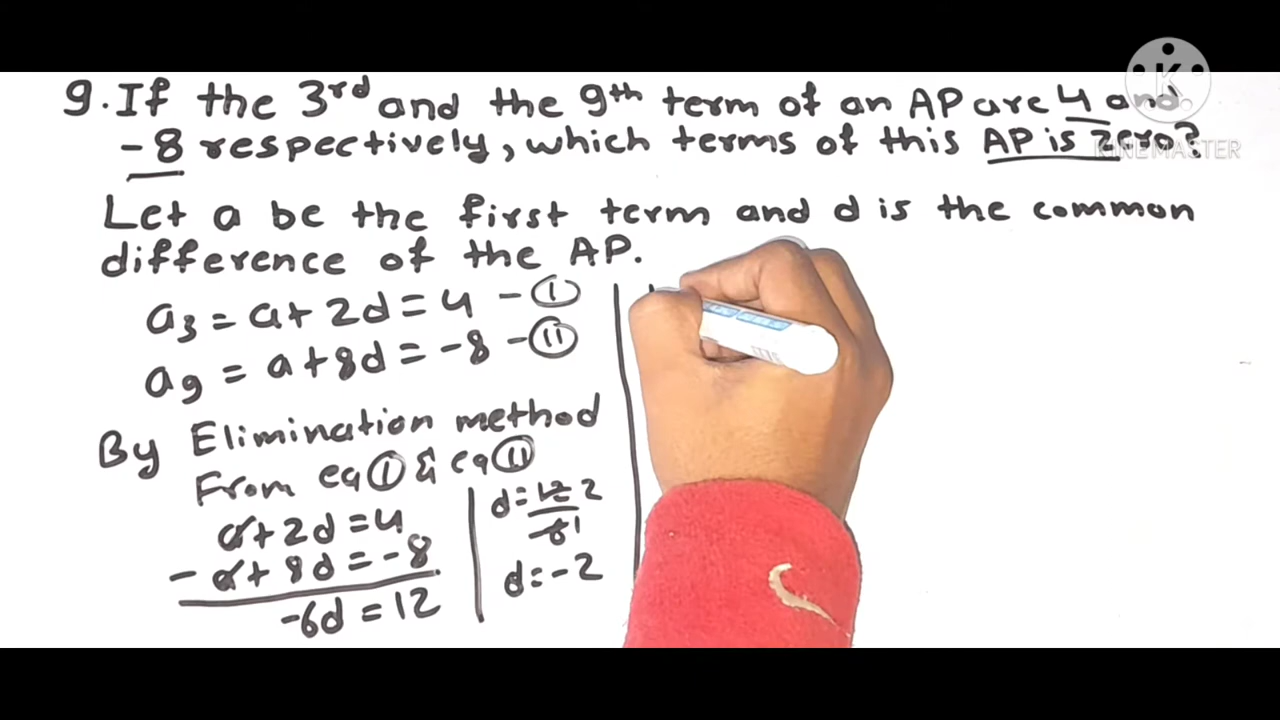 9. If the 3rd and the 9th term of an AP are 4 and
-8 respectively, which terms of this AP is zero?
K
KINEMASTER
Let a be the first term and d is the common
difference of the AP.
a3 = a + 2d = 4 - (I)
a9 = a + 8d = -8 - (II)
By Elimination method
From eq (I) & eq (II)
a + 2d = 4
- a + 8d = -8
-6d = 12
d = 12 2
-6 1
d = -2